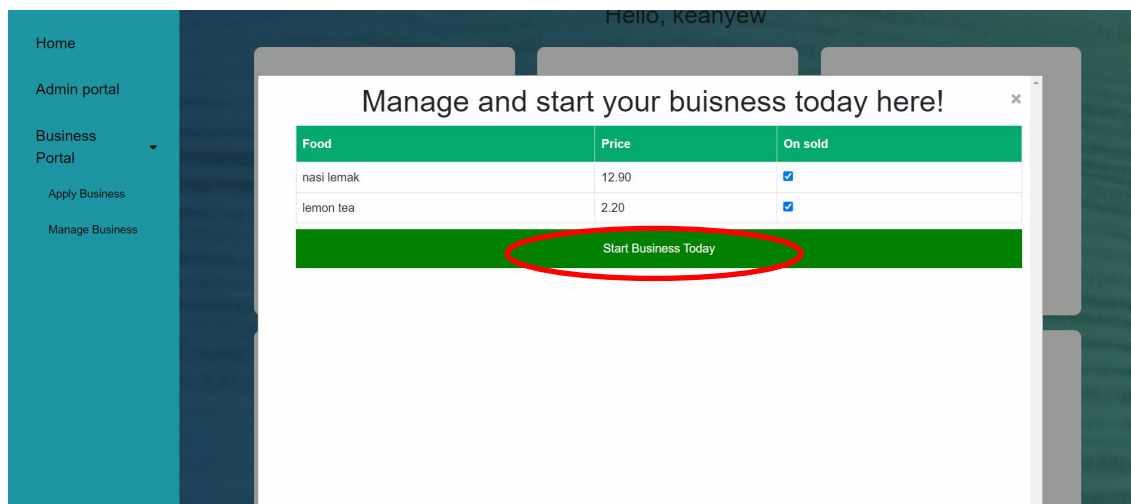 Hello, keanyew
Home
Admin portal
Business
Portal
Apply Business
Manage Business
Manage and start your buisness today here!
×
Food Price On sold
nasi lemak 12.90
lemon tea 2.20
Start Business Today